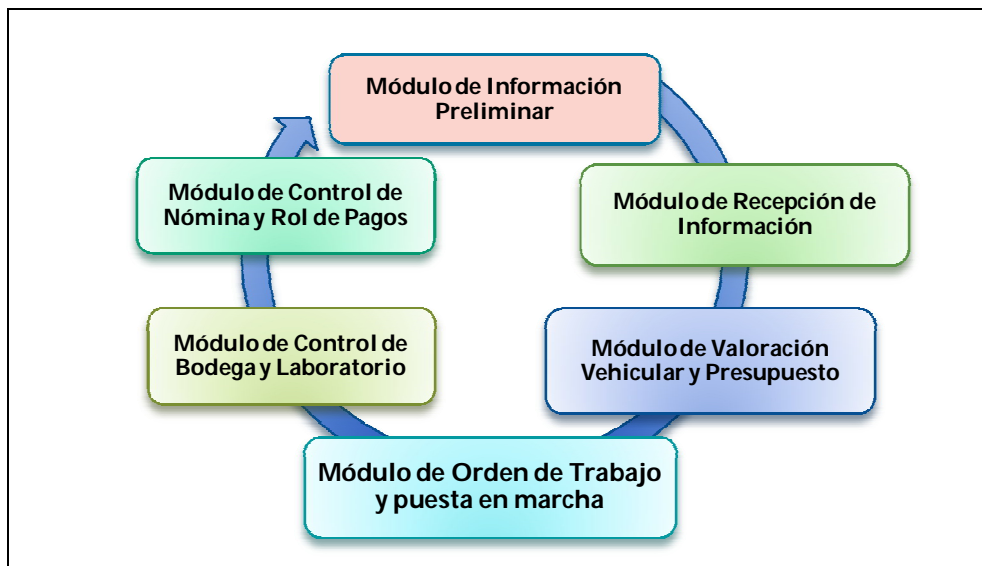 Módulo de Información
Preliminar
Módulo de Recepción de
Información
Módulo de Valoración
Vehicular y Presupuesto
Módulo de Orden de Trabajo
y puesta en marcha
Módulo de Control de
Bodega y Laboratorio
Módulo de Control de
Nómina y Rol de Pagos